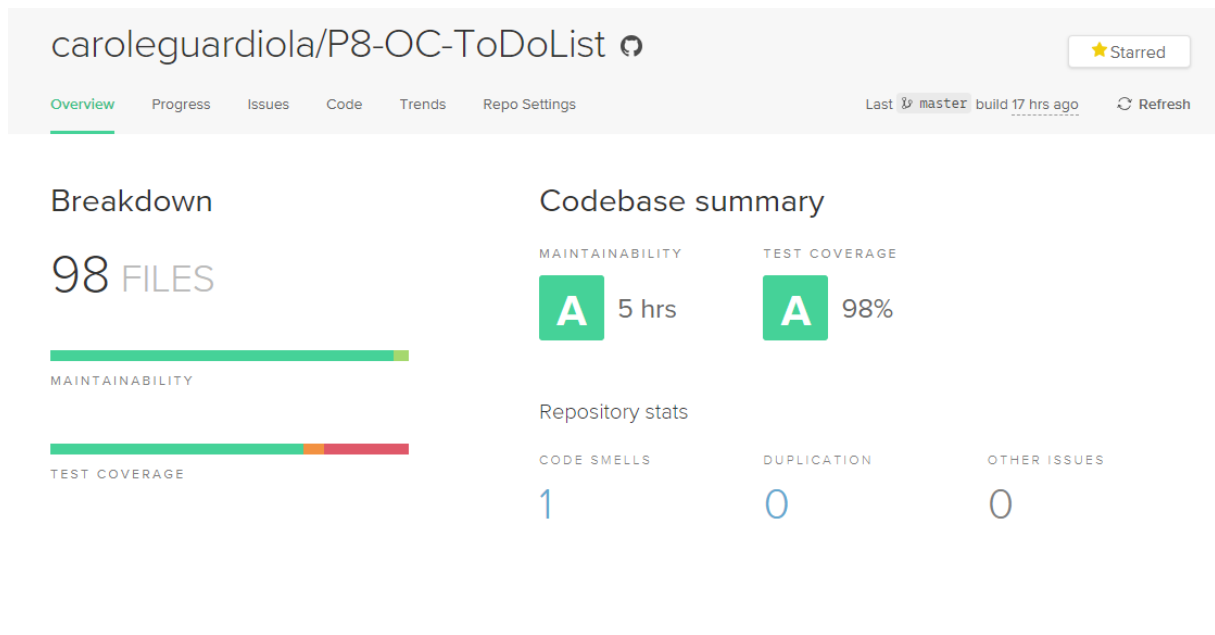 caroleguardiola/P8-OC-ToDoList
Starred
Overview Progress Issues Code Trends Repo Settings Last master build 17 hrs ago Refresh
Breakdown
98 FILES
MAINTAINABILITY
TEST COVERAGE
Codebase summary
MAINTAINABILITY TEST COVERAGE
A 5 hrs A 98%
Repository stats
CODE SMELLS DUPLICATION OTHER ISSUES
1 0 0